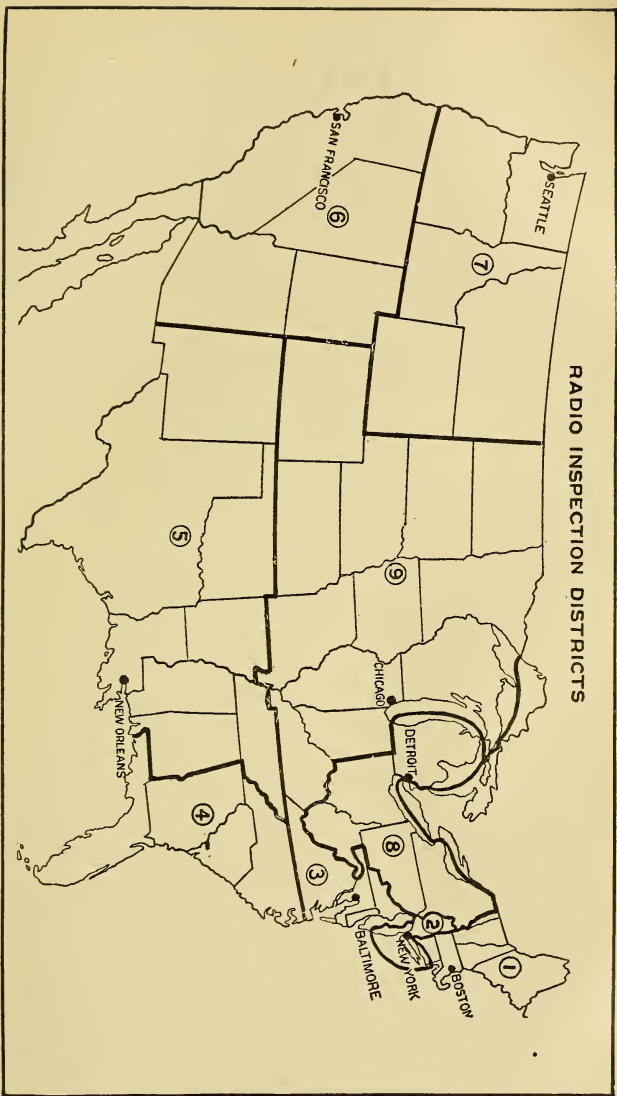 RADIO INSPECTION DISTRICTS
SEATTLE
7
SAN FRANCISCO
6
9
CHICAGO
DETROIT
8
2
1
BOSTON
NEW YORK
BALTIMORE
3
5
4
NEW ORLEANS